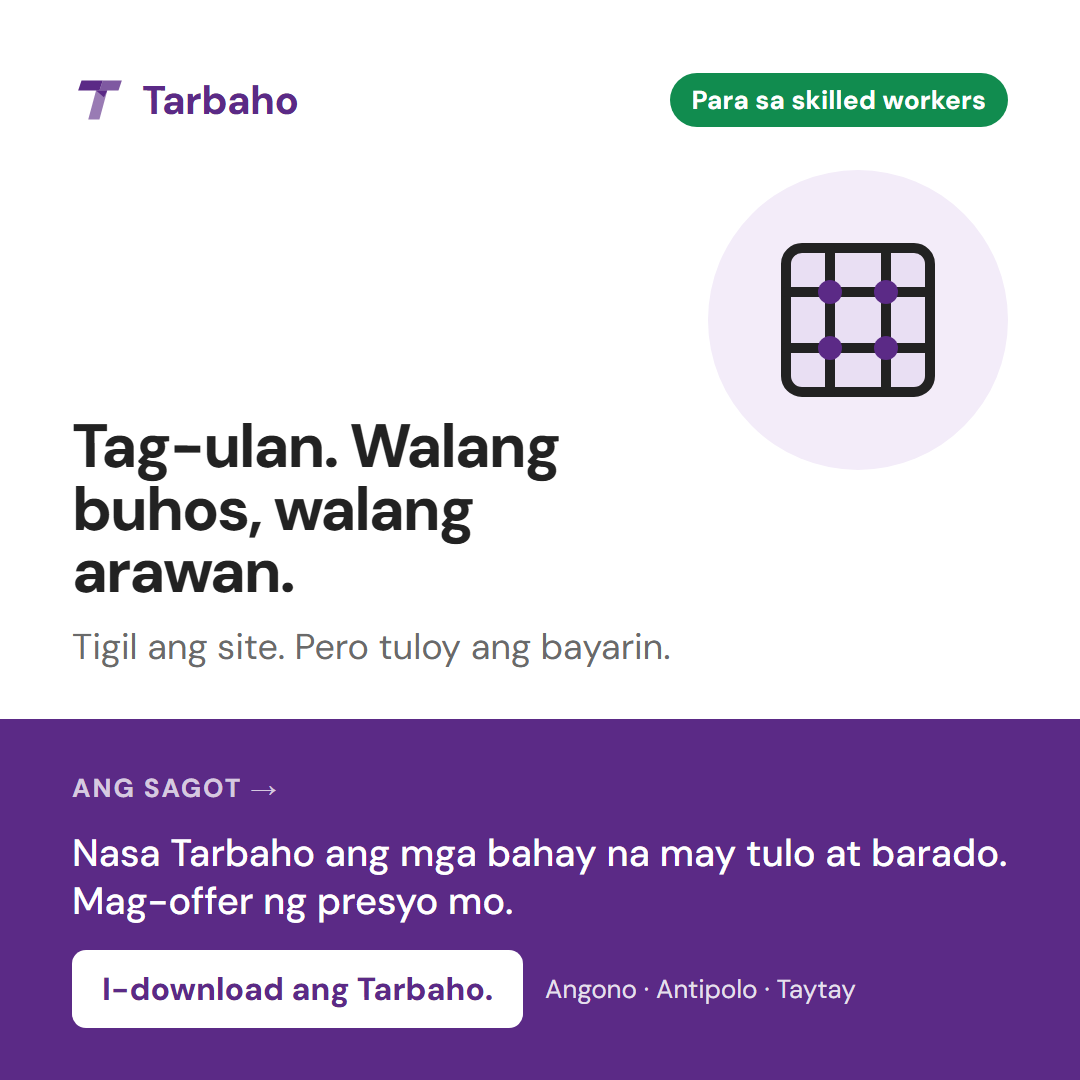 Tarbaho
Para sa skilled workers
Tag-ulan. Walang
buhos, walang
arawan.
Tigil ang site. Pero tuloy ang bayarin.
ANG SAGOT →
Nasa Tarbaho ang mga bahay na may tulo at barado.
Mag-offer ng presyo mo.
I-download ang Tarbaho.
Angono · Antipolo · Taytay